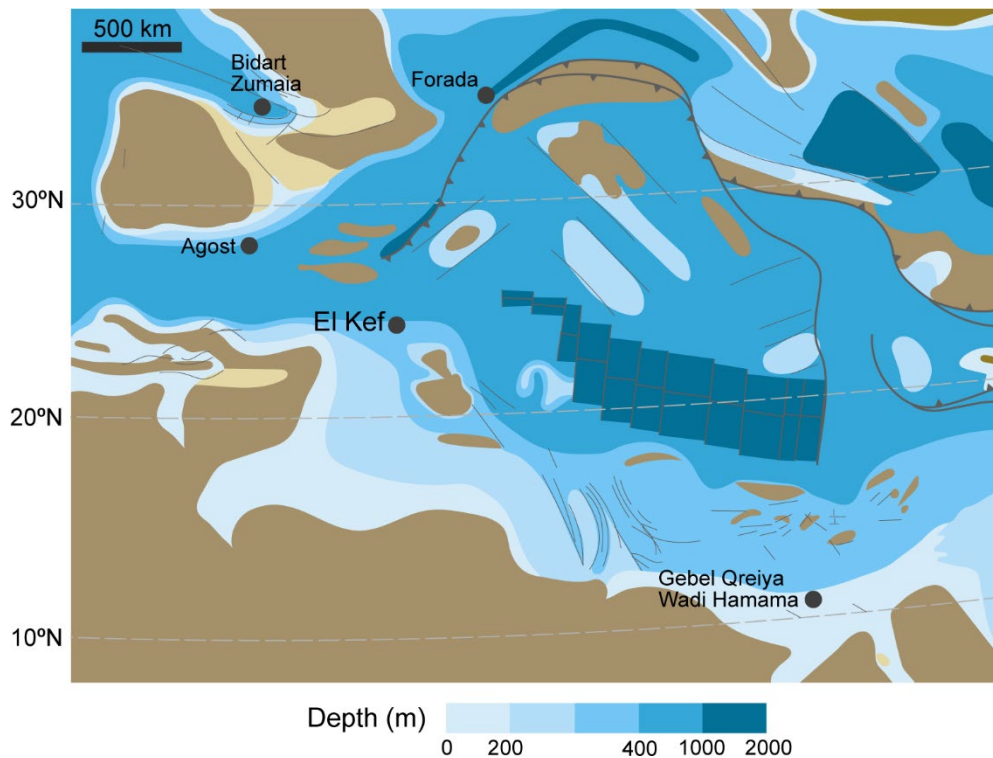 500 km
Bidart
Zumaia
Forada
30ºN
Agost
El Kef
20ºN
Gebel Qreiya
Wadi Hamama
10ºN
Depth (m)
0 200 400 1000 2000